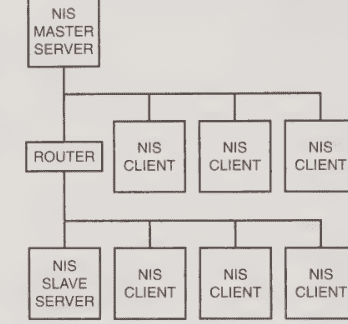 NIS
MASTER
SERVER
ROUTER
NIS
CLIENT
NIS
CLIENT
NIS
CLIENT
NIS
SLAVE
SERVER
NIS
CLIENT
NIS
CLIENT
NIS
CLIENT